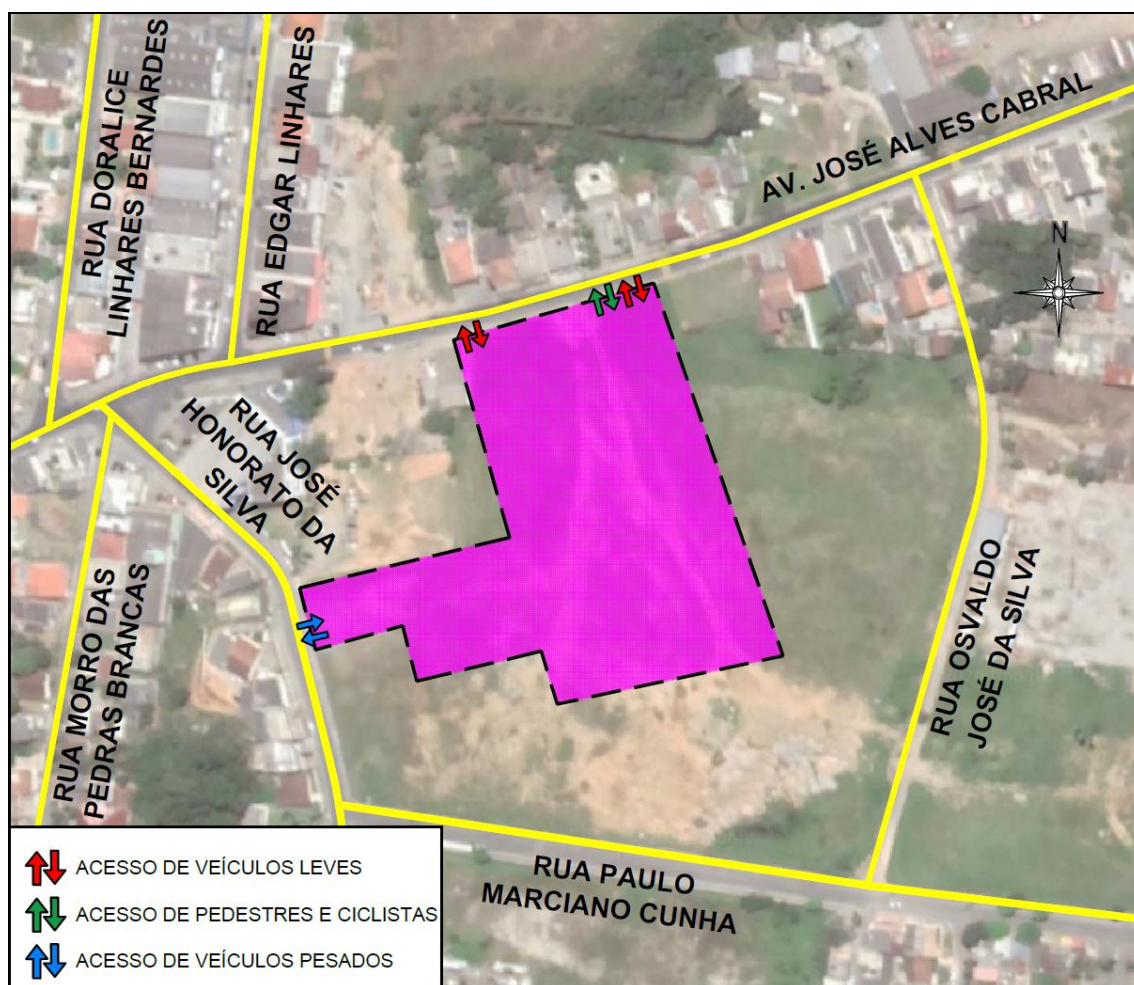 RUA DORALICE
LINHARES BERNARDES
RUA EDGAR LINHARES
AV. JOSÉ ALVES CABRAL
N
RUA JOSÉ
HONORATO DA
SILVA
RUA MORRO DAS
PEDRAS BRANCAS
RUA OSVALDO
JOSÉ DA SILVA
RUA PAULO
MARCIANO CUNHA
ACESSO DE VEÍCULOS LEVES
ACESSO DE PEDESTRES E CICLISTAS
ACESSO DE VEÍCULOS PESADOS